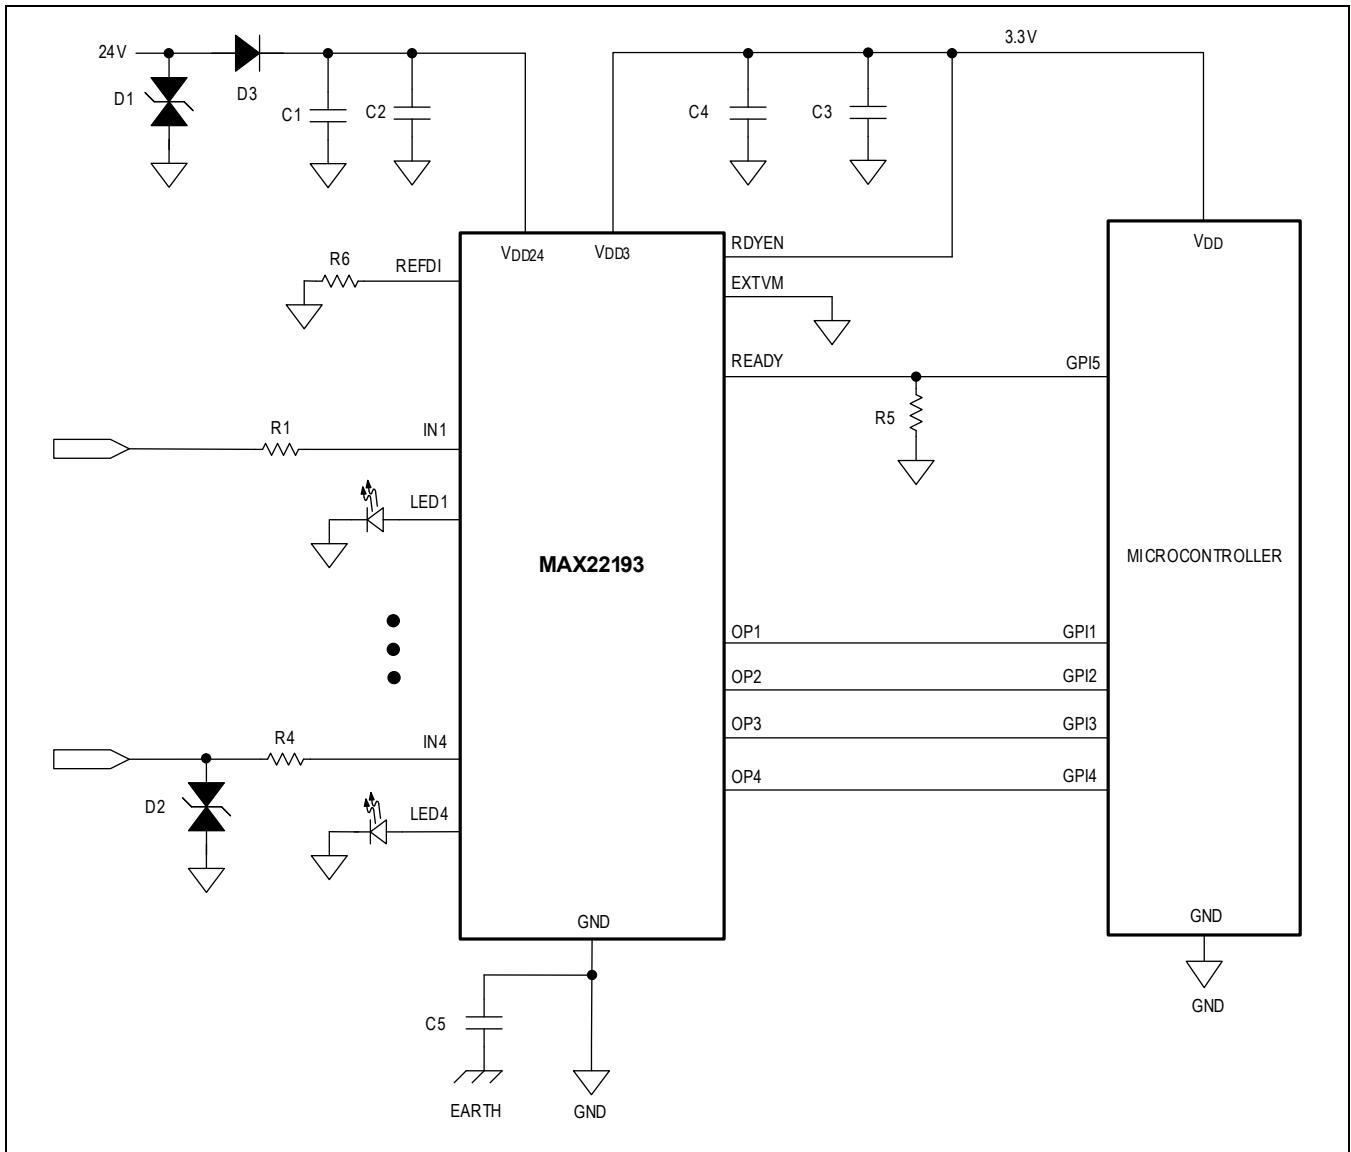 24V
3.3V
D1
D3
C1
C2
C4
C3
VDD24
VDD3
RDYEN
VDD
R6
REFDI
EXTVM
READY
GPI5
R5
R1
IN1
LED1
MAX22193
MICROCONTROLLER
OP1
GPI1
OP2
GPI2
OP3
GPI3
OP4
GPI4
R4
IN4
D2
LED4
GND
GND
GND
C5
EARTH
GND